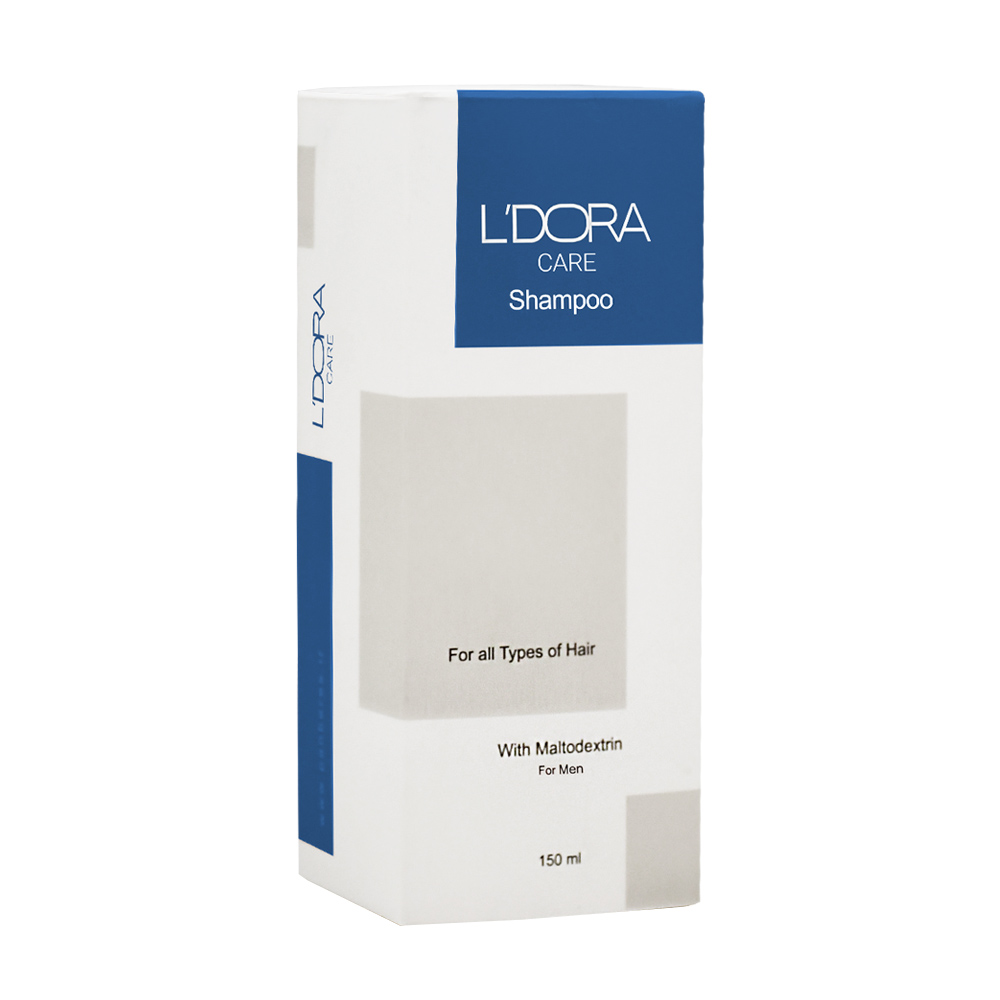 L'DORA
CARE
Shampoo
For all Types of Hair
With Maltodextrin
For Men
150 ml
L'DORA
CARE